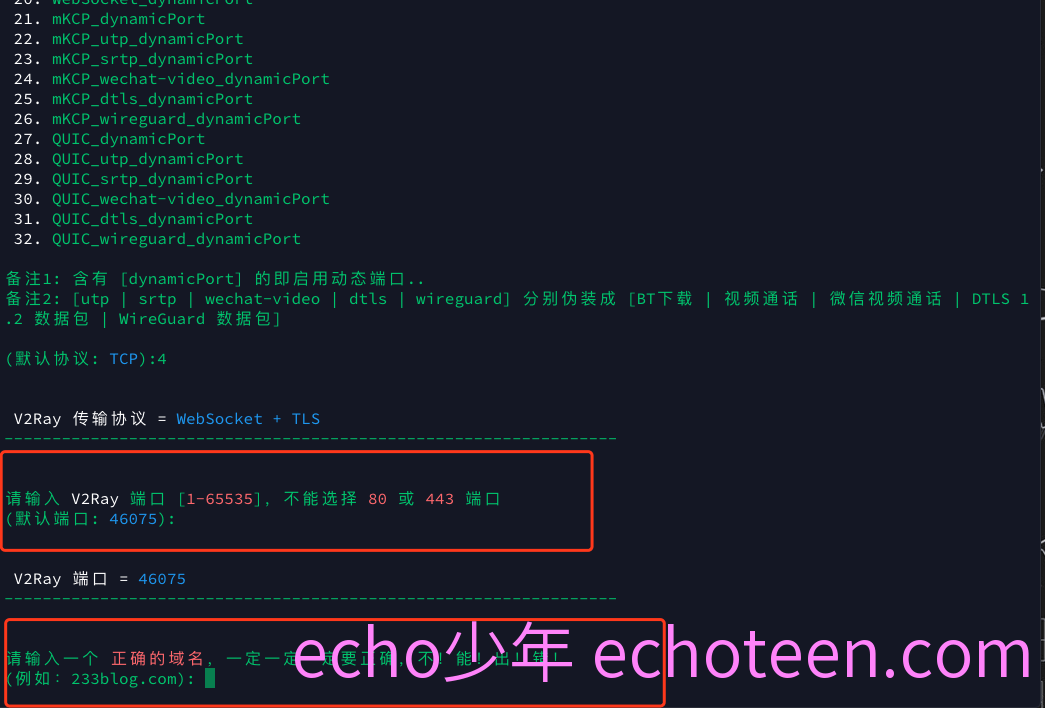 20. WebSocket_dynamicPort
21. mKCP_dynamicPort
22. mKCP_utp_dynamicPort
23. mKCP_srtp_dynamicPort
24. mKCP_wechat-video_dynamicPort
25. mKCP_dtls_dynamicPort
26. mKCP_wireguard_dynamicPort
27. QUIC_dynamicPort
28. QUIC_utp_dynamicPort
29. QUIC_srtp_dynamicPort
30. QUIC_wechat-video_dynamicPort
31. QUIC_dtls_dynamicPort
32. QUIC_wireguard_dynamicPort
备注1: 含有 [dynamicPort] 的即启用动态端口..
备注2: [utp | srtp | wechat-video | dtls | wireguard] 分别伪装成 [BT下载 | 视频通话 | 微信视频通话 | DTLS 1
.2 数据包 | WireGuard 数据包]
(默认协议: TCP):4
V2Ray 传输协议 = WebSocket + TLS
----------------------------------------------------------------
请输入 V2Ray 端口 [1-65535], 不能选择 80 或 443 端口
(默认端口: 46075):
V2Ray 端口 = 46075
----------------------------------------------------------------
请输入一个 正确的域名, 一定一定一定要正确, 不! 能! 出! 错!
(例如: 233blog.com):
echo少年 echoteen.com